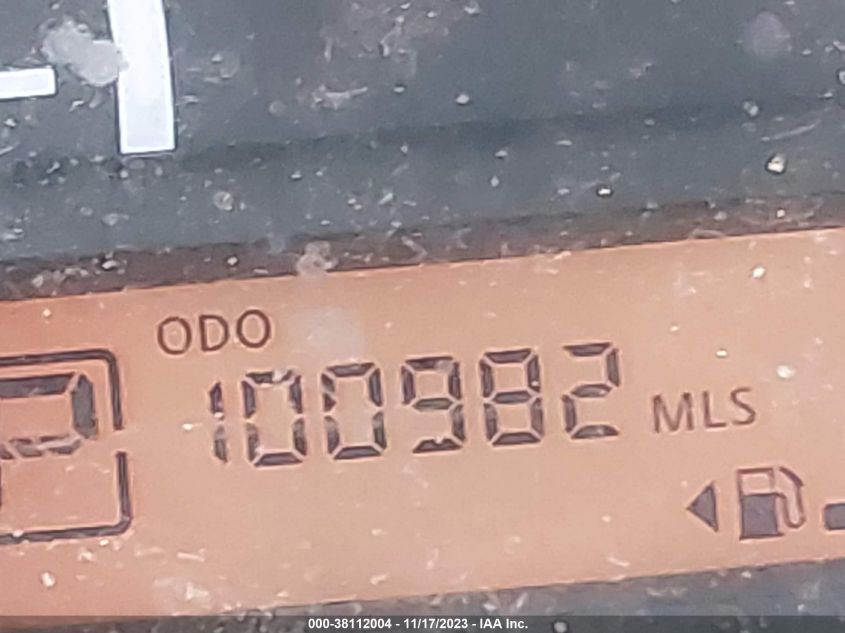 ODO
P 100982 MLS
000-38112004 - 11/17/2023 - IAA Inc.